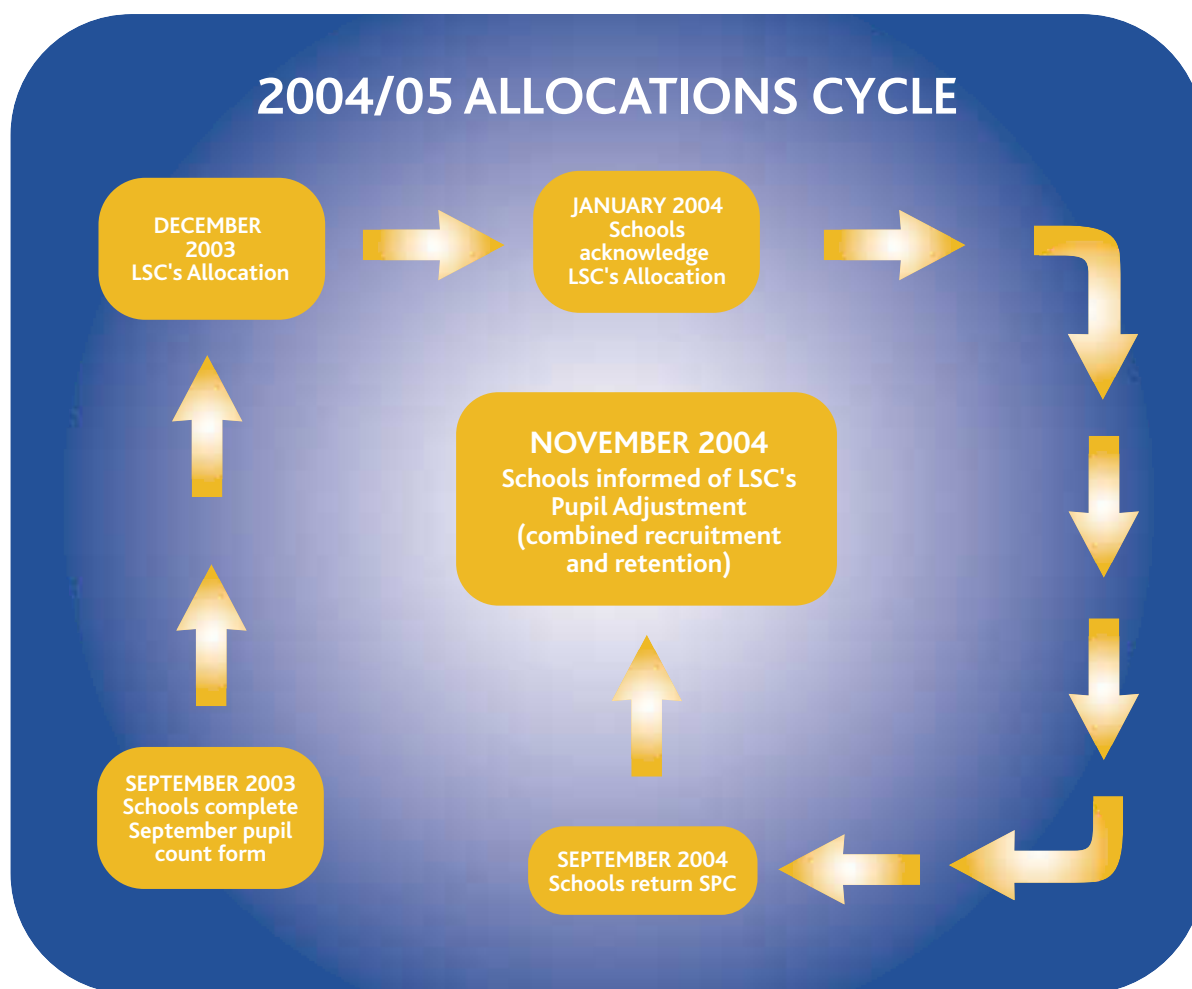 2004/05 ALLOCATIONS CYCLE
DECEMBER
2003
LSC's Allocation
JANUARY 2004
Schools
acknowledge
LSC's Allocation
NOVEMBER 2004
Schools informed of LSC's
Pupil Adjustment
(combined recruitment
and retention)
SEPTEMBER 2003
Schools complete
September pupil
count form
SEPTEMBER 2004
Schools return SPC